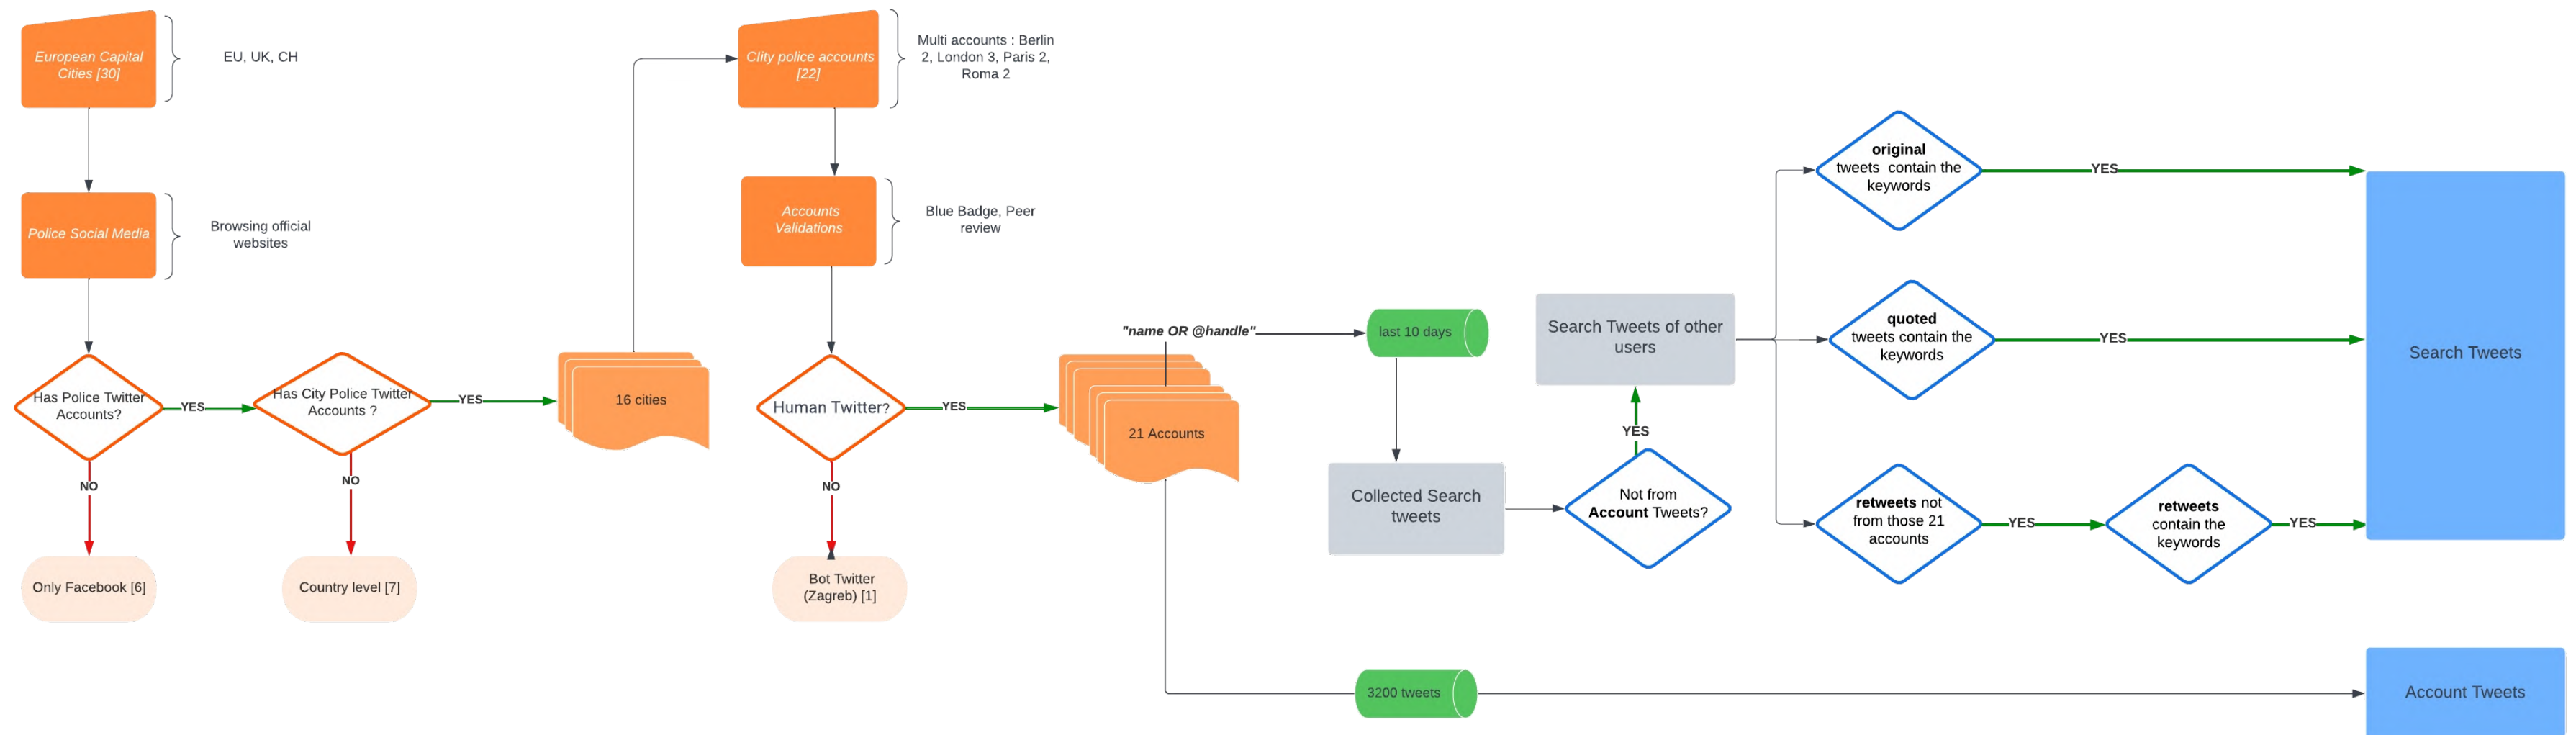 European Capital
Cities [30]
EU, UK, CH
Police Social Media
Browsing official
websites
Has Police Twitter
Accounts?
YES
NO
Only Facebook [6]
Has City Police Twitter
Accounts ?
YES
NO
Country level [7]
16 cities
CIity police accounts
[22]
Multi accounts : Berlin
2, London 3, Paris 2,
Roma 2
Accounts
Validations
Blue Badge, Peer
review
Human Twitter?
YES
NO
Bot Twitter
(Zagreb) [1]
21 Accounts
"name OR @handle"
last 10 days
Collected Search
tweets
Not from
Account Tweets?
YES
Search Tweets of other
users
original
tweets contain the
keywords
YES
quoted
tweets contain the
keywords
YES
retweets not
from those 21
accounts
YES
retweets
contain the
keywords
YES
Search Tweets
3200 tweets
Account Tweets